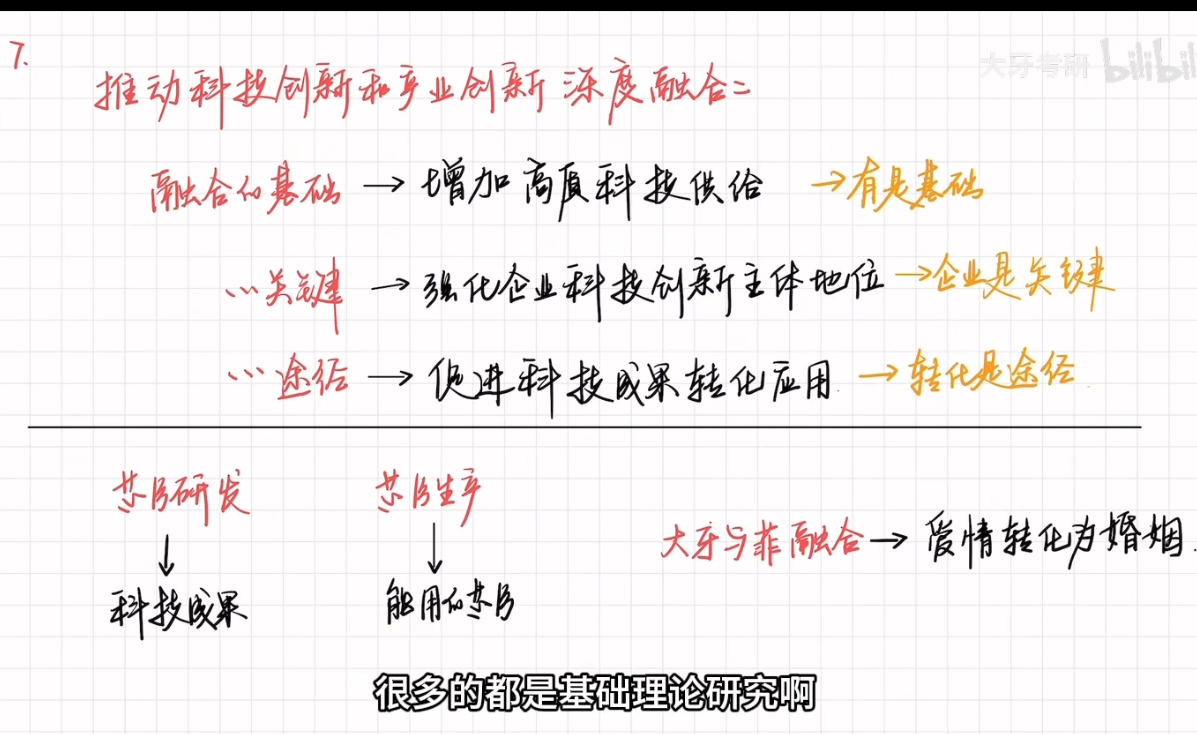 大牙考研 bilibili
7.
推动科技创新和产业创新深度融合：
融合的基础 → 增加高质科技供给 → 有是基础
…关键 → 强化企业科技创新主体地位 → 企业是关键
…途径 → 促进科技成果转化应用 → 转化是途径
芯片研发 芯片生产
↓ ↓
科技成果 能用的芯片
大牙与菲融合 → 爱情转化为婚姻.
很多的都是基础理论研究啊